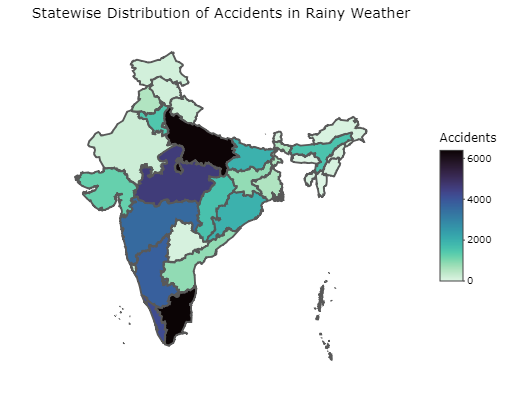 Statewise Distribution of Accidents in Rainy Weather
Accidents
6000
4000
2000
0